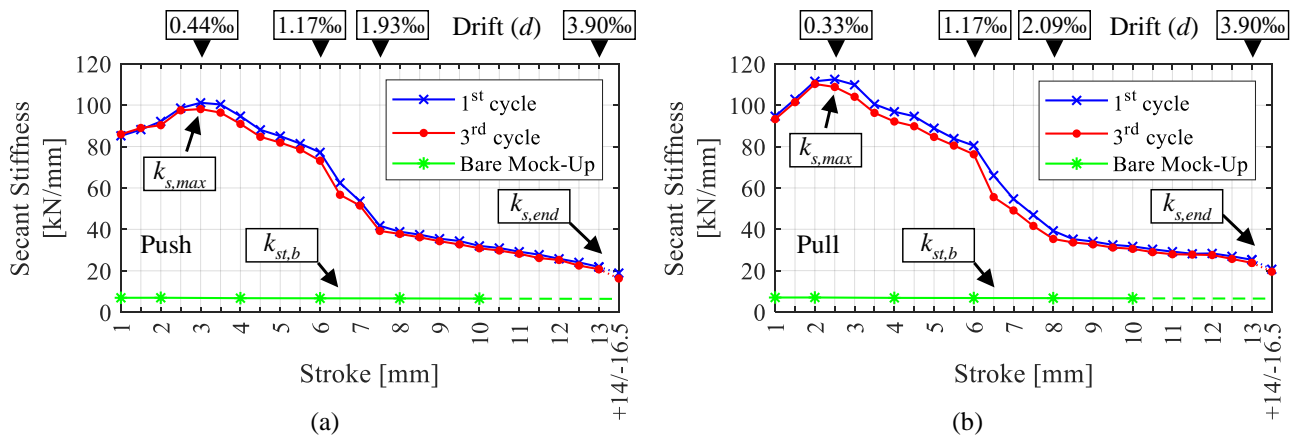 0.44‰ 1.17‰ 1.93‰ Drift (d) 3.90‰
120
100
80
60
40
20
0
Secant Stiffness
[kN/mm]
1st cycle
3rd cycle
Bare Mock-Up
ks,max
ks,end
Push
kst,b
1 2 3 4 5 6 7 8 9 10 11 12 13 +14/-16.5
Stroke [mm]
(a)
0.33‰ 1.17‰ 2.09‰ Drift (d) 3.90‰
120
100
80
60
40
20
0
Secant Stiffness
[kN/mm]
1st cycle
3rd cycle
Bare Mock-Up
ks,max
ks,end
Pull
kst,b
1 2 3 4 5 6 7 8 9 10 11 12 13 +14/-16.5
Stroke [mm]
(b)